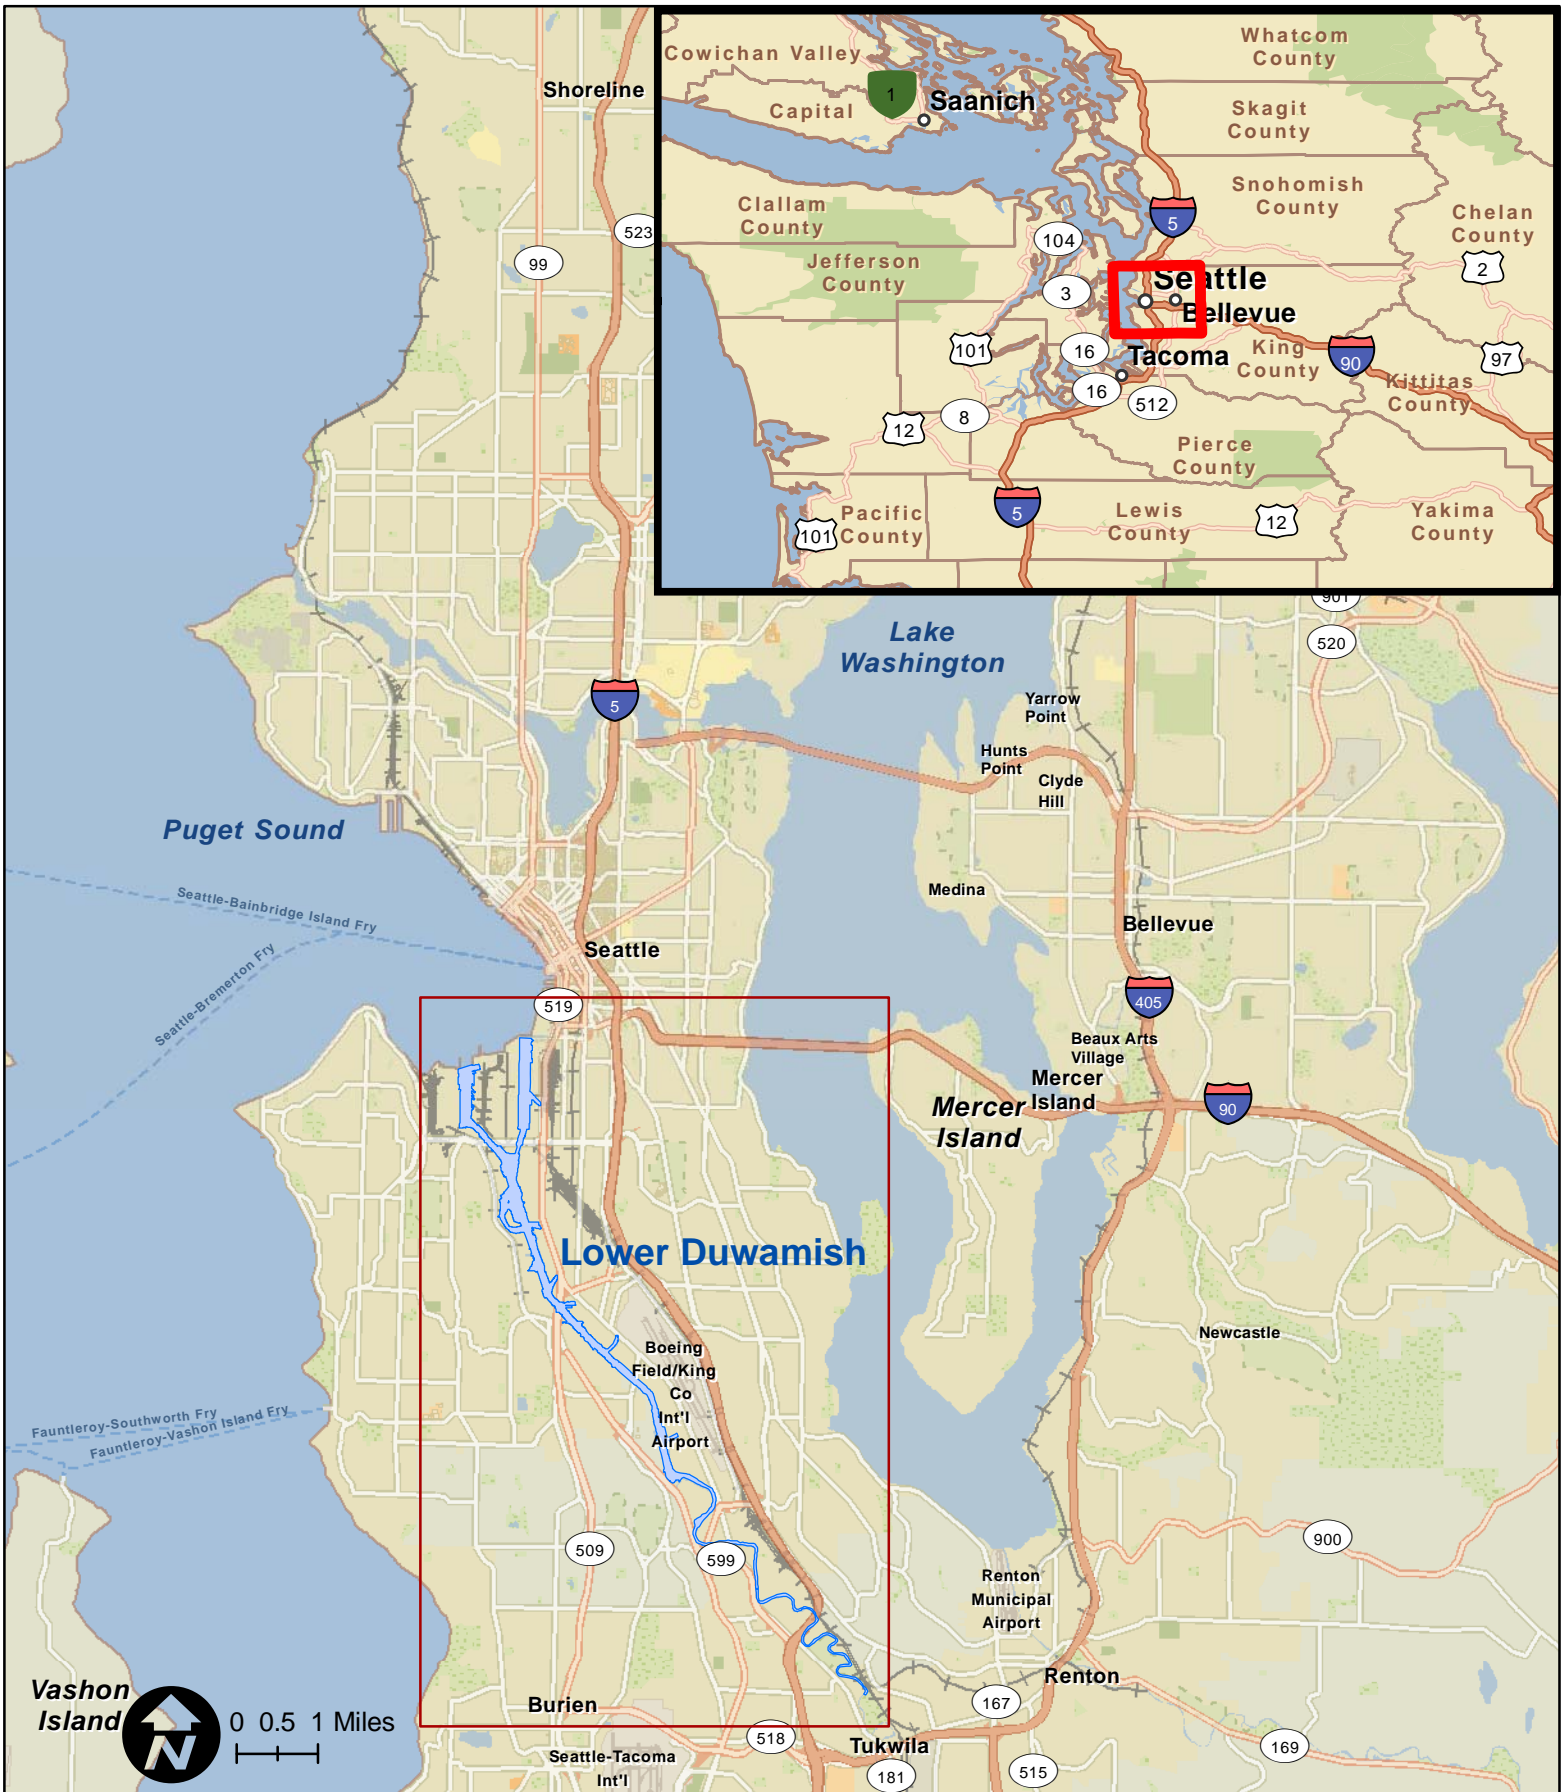 Shoreline
523
99
Cowichan Valley
Capital
1
Saanich
Whatcom
County
Skagit
County
Snohomish
County
Chelan
County
Clallam
County
Jefferson
County
104
5
2
3
Seattle
Bellevue
101
16
Tacoma
King
County
90
97
16
512
Kittitas
County
12
8
Pierce
County
5
101
Pacific
County
Lewis
County
12
Yakima
County
901
520
Lake
Washington
5
Yarrow
Point
Hunts
Point
Clyde
Hill
Puget Sound
Seattle-Bainbridge Island Fry
Seattle-Bremerton Fry
Medina
Bellevue
Seattle
519
405
Beaux Arts
Village
Mercer
Island
Mercer
Island
90
Lower Duwamish
Newcastle
Boeing
Field/King
Co
Int'l
Airport
Fauntleroy-Southworth Fry
Fauntleroy-Vashon Island Fry
509
599
900
Renton
Municipal
Airport
Renton
Vashon
Island
N
0 0.5 1 Miles
Burien
167
518
Tukwila
169
Seattle-Tacoma
Int'l
181
515